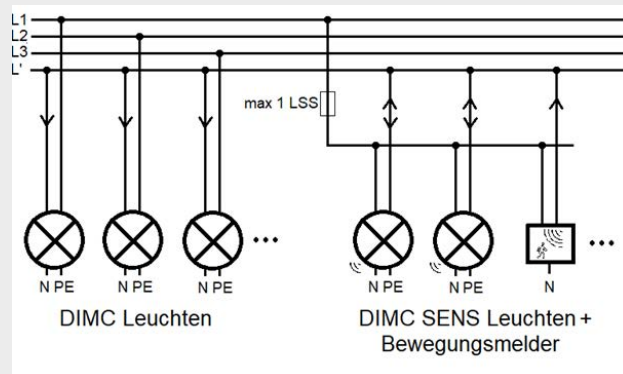 L1
L2
L3
L'
max 1 LSS
N PE N PE N PE ••• N PE N PE N •••
DIMC Leuchten
DIMC SENS Leuchten +
Bewegungsmelder